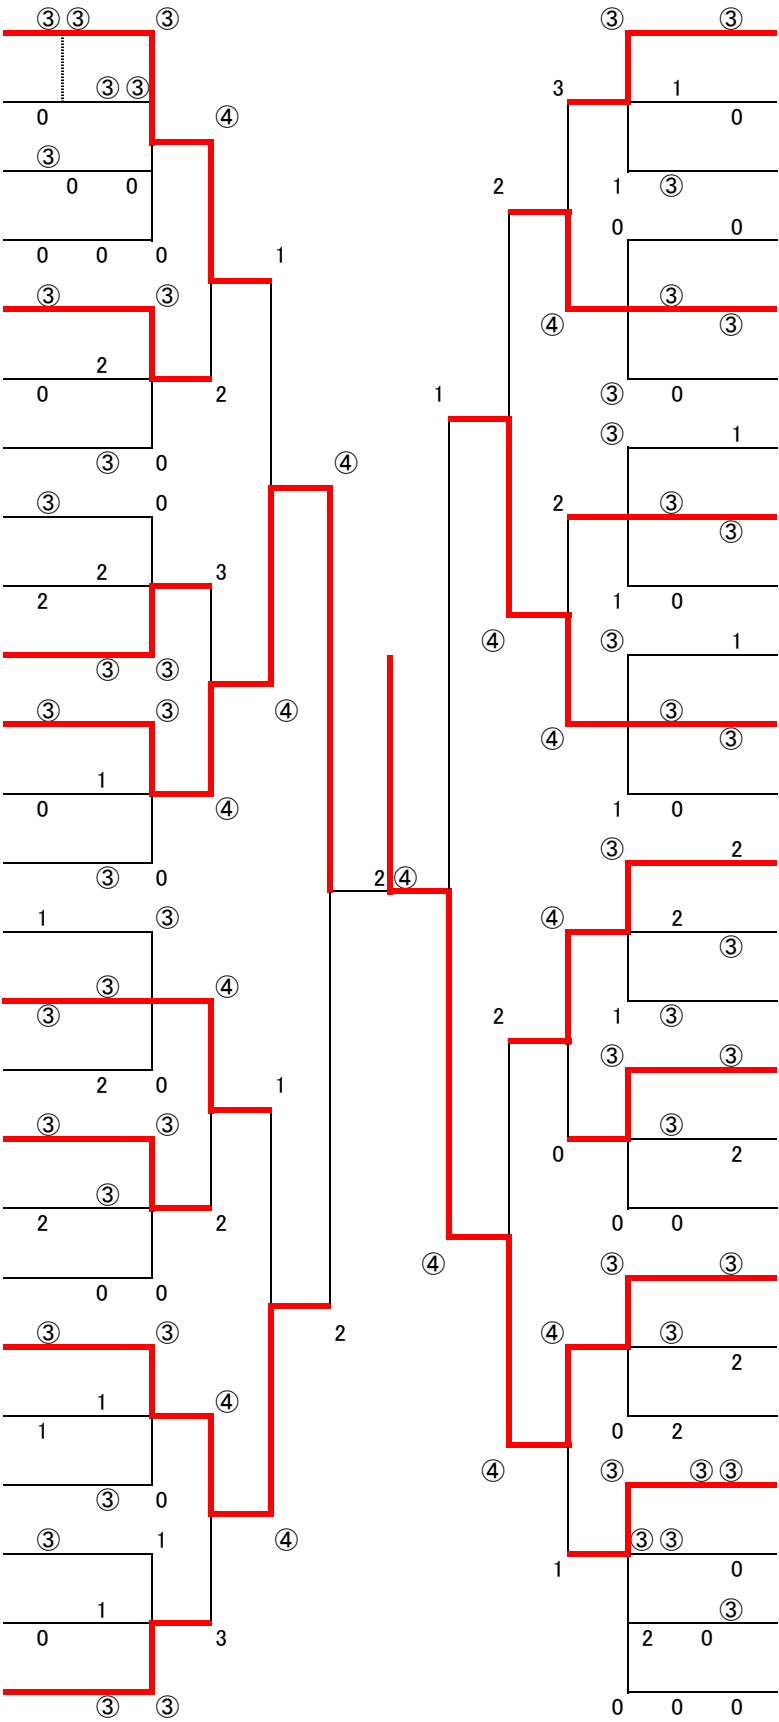 ③ ③ ③ ③ ③
③ ③ 3 1
0 ④ 0
③
0 0 2 1 ③
0 0
0 0 0 1
③ ③ ③
④ ③
2
0 2 1 ③ 0
③ 1
③ 0 ④
③ 0 2 ③
③
2 3
2 1 0
③ 1
③ ③ ④
③ ③ ④ ③
④ ③
1
0 ④ 1 0
③ 2
③ 0 2 ④
1 ③ ④ 2
③
③ ④
③ 2 1 ③
③ ③
2 0 1
③ ③ ③
0 2
③
2 2 0 0
④ ③ ③
0 0
③ ③ 2 ④ ③
2
1 ④
1 0 2
④ ③ ③ ③
③ 0
③ 1 ④ ③ ③
1 0
1 ③
0 3 2 0
③ ③ 0 0 0